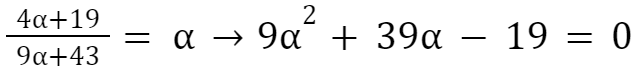 (4α+19)/(9α+43) = α → 9α² + 39α − 19 = 0